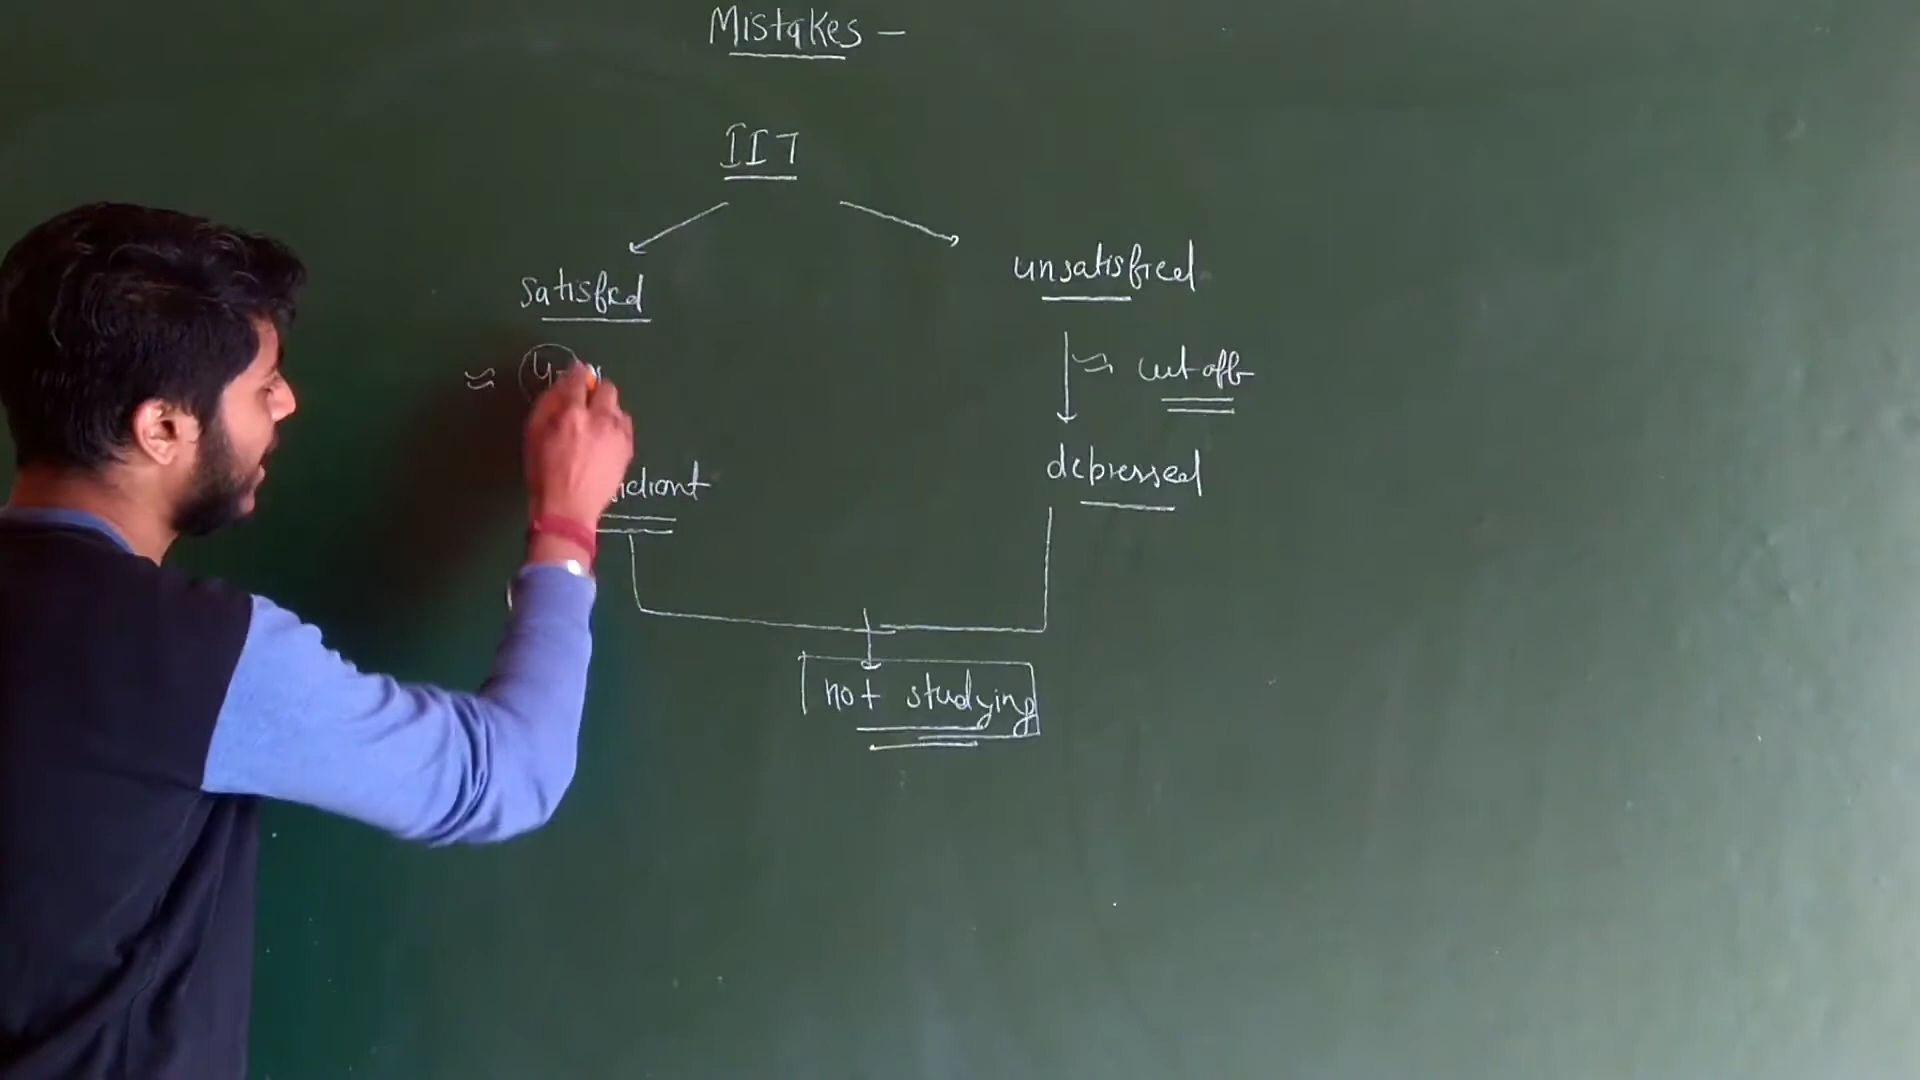 Mistakes -
IIT
satisfied
unsatisfied
≈ cut off
depressed
not studying